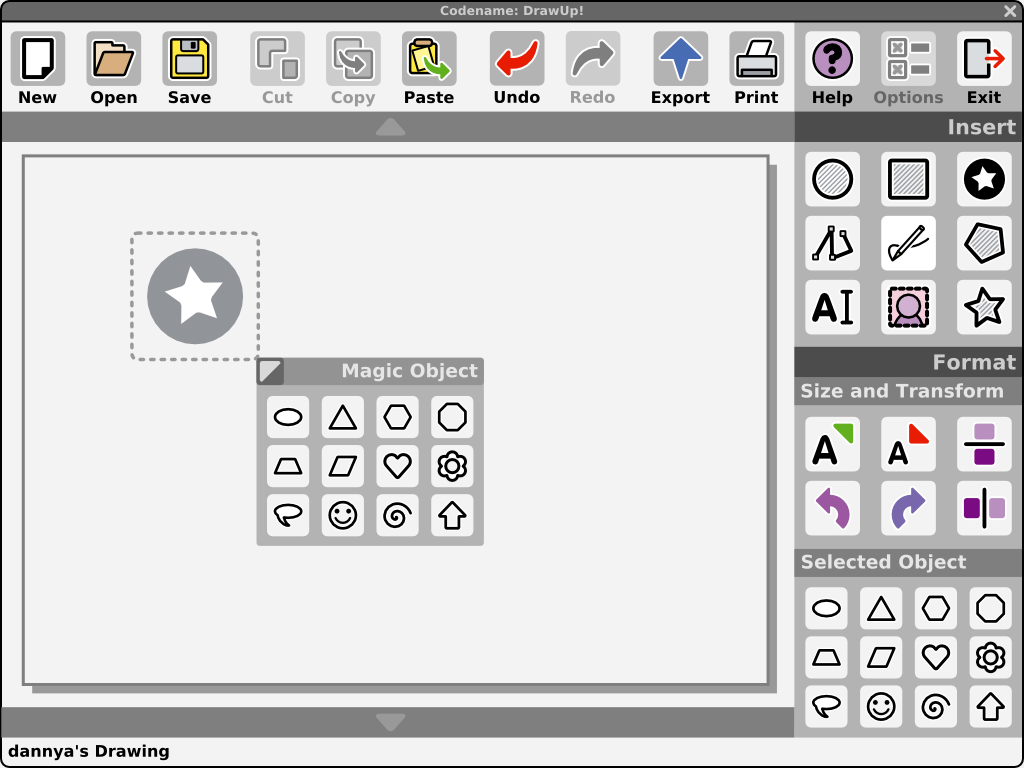 Codename: DrawUp!
New Open Save Cut Copy Paste Undo Redo Export Print Help Options Exit
Insert
A
Format
Size and Transform
A A
Magic Object
Selected Object
dannya's Drawing